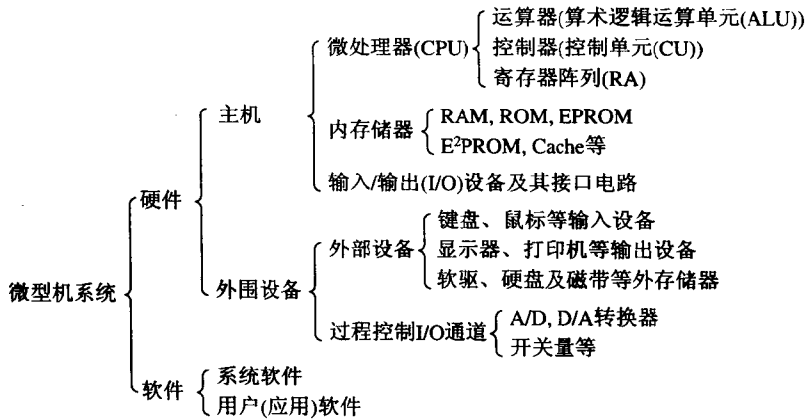 运算器(算术逻辑运算单元(ALU))
微处理器(CPU)
控制器(控制单元(CU))
寄存器阵列(RA)
主机
RAM, ROM, EPROM
内存储器
E²PROM, Cache等
输入/输出(I/O)设备及其接口电路
硬件
键盘、鼠标等输入设备
外部设备
显示器、打印机等输出设备
软驱、硬盘及磁带等外存储器
微型机系统
外围设备
A/D, D/A转换器
过程控制I/O通道
开关量等
系统软件
软件
用户(应用)软件